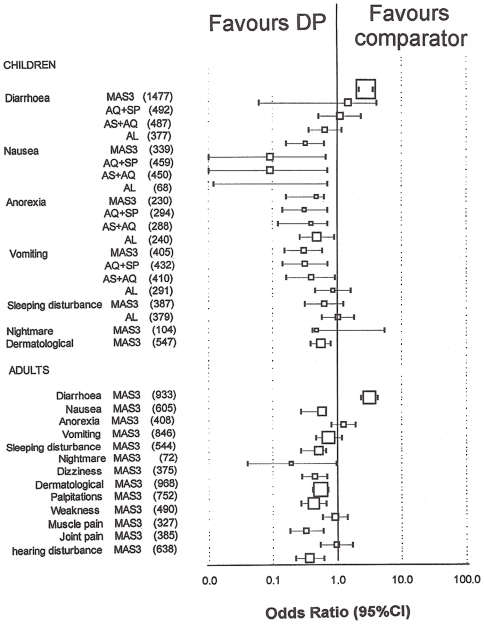 Favours DP
Favours comparator
CHILDREN
Diarrhoea MAS3 (1477)
AQ+SP (492)
AS+AQ (487)
AL (377)
Nausea MAS3 (339)
AQ+SP (459)
AS+AQ (450)
AL (68)
Anorexia MAS3 (230)
AQ+SP (294)
AS+AQ (288)
AL (240)
Vomiting MAS3 (405)
AQ+SP (432)
AS+AQ (410)
AL (291)
Sleeping disturbance MAS3 (387)
AL (379)
Nightmare MAS3 (104)
Dermatological MAS3 (547)
ADULTS
Diarrhoea MAS3 (933)
Nausea MAS3 (605)
Anorexia MAS3 (408)
Vomiting MAS3 (846)
Sleeping disturbance MAS3 (544)
Nightmare MAS3 (72)
Dizziness MAS3 (375)
Dermatological MAS3 (968)
Palpitations MAS3 (752)
Weakness MAS3 (490)
Muscle pain MAS3 (327)
Joint pain MAS3 (385)
hearing disturbance MAS3 (638)
0.0 0.1 1.0 10.0 100.0
Odds Ratio (95%CI)